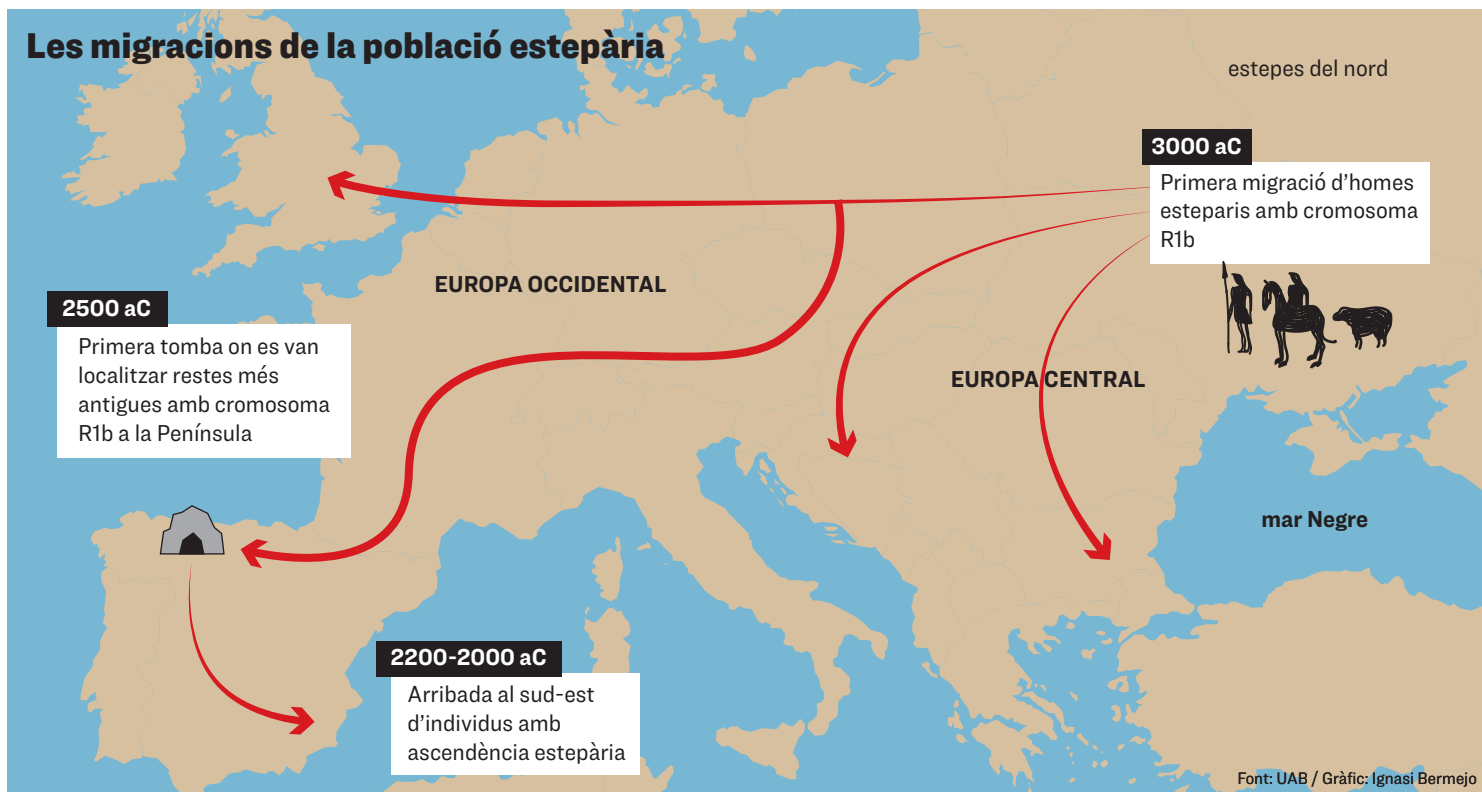 Les migracions de la població estepària
estepes del nord
3000 aC
Primera migració d'homes
esteparis amb cromosoma
R1b
EUROPA OCCIDENTAL
2500 aC
Primera tomba on es van
localitzar restes més
antigues amb cromosoma
R1b a la Península
EUROPA CENTRAL
mar Negre
2200-2000 aC
Arribada al sud-est
d'individus amb
ascendència estepària
Font: UAB / Gràfic: Ignasi Bermejo